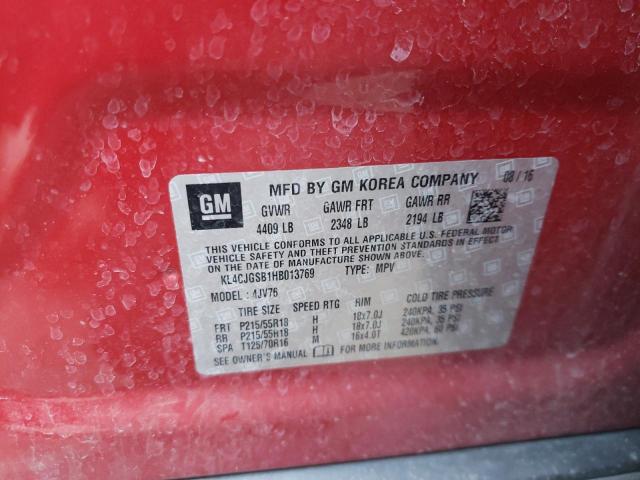 GM
MFD BY GM KOREA COMPANY 08/16
GVWR GAWR FRT GAWR RR
4409 LB 2348 LB 2194 LB
THIS VEHICLE CONFORMS TO ALL APPLICABLE U.S. FEDERAL MOTOR
VEHICLE SAFETY AND THEFT PREVENTION STANDARDS IN EFFECT
ON THE DATE OF MANUFACTURE SHOWN ABOVE.
KL4CJGSB1HB013769 TYPE: MPV
MODEL: 4JV76
TIRE SIZE SPEED RTG RIM COLD TIRE PRESSURE
FRT P215/55R18 H 18x7.0J 240KPA, 35 PSI
RR P215/55R18 H 18x7.0J 240KPA, 35 PSI
SPA T125/70R16 M 16x4.0T 420KPA, 60 PSI
SEE OWNER'S MANUAL FOR MORE INFORMATION